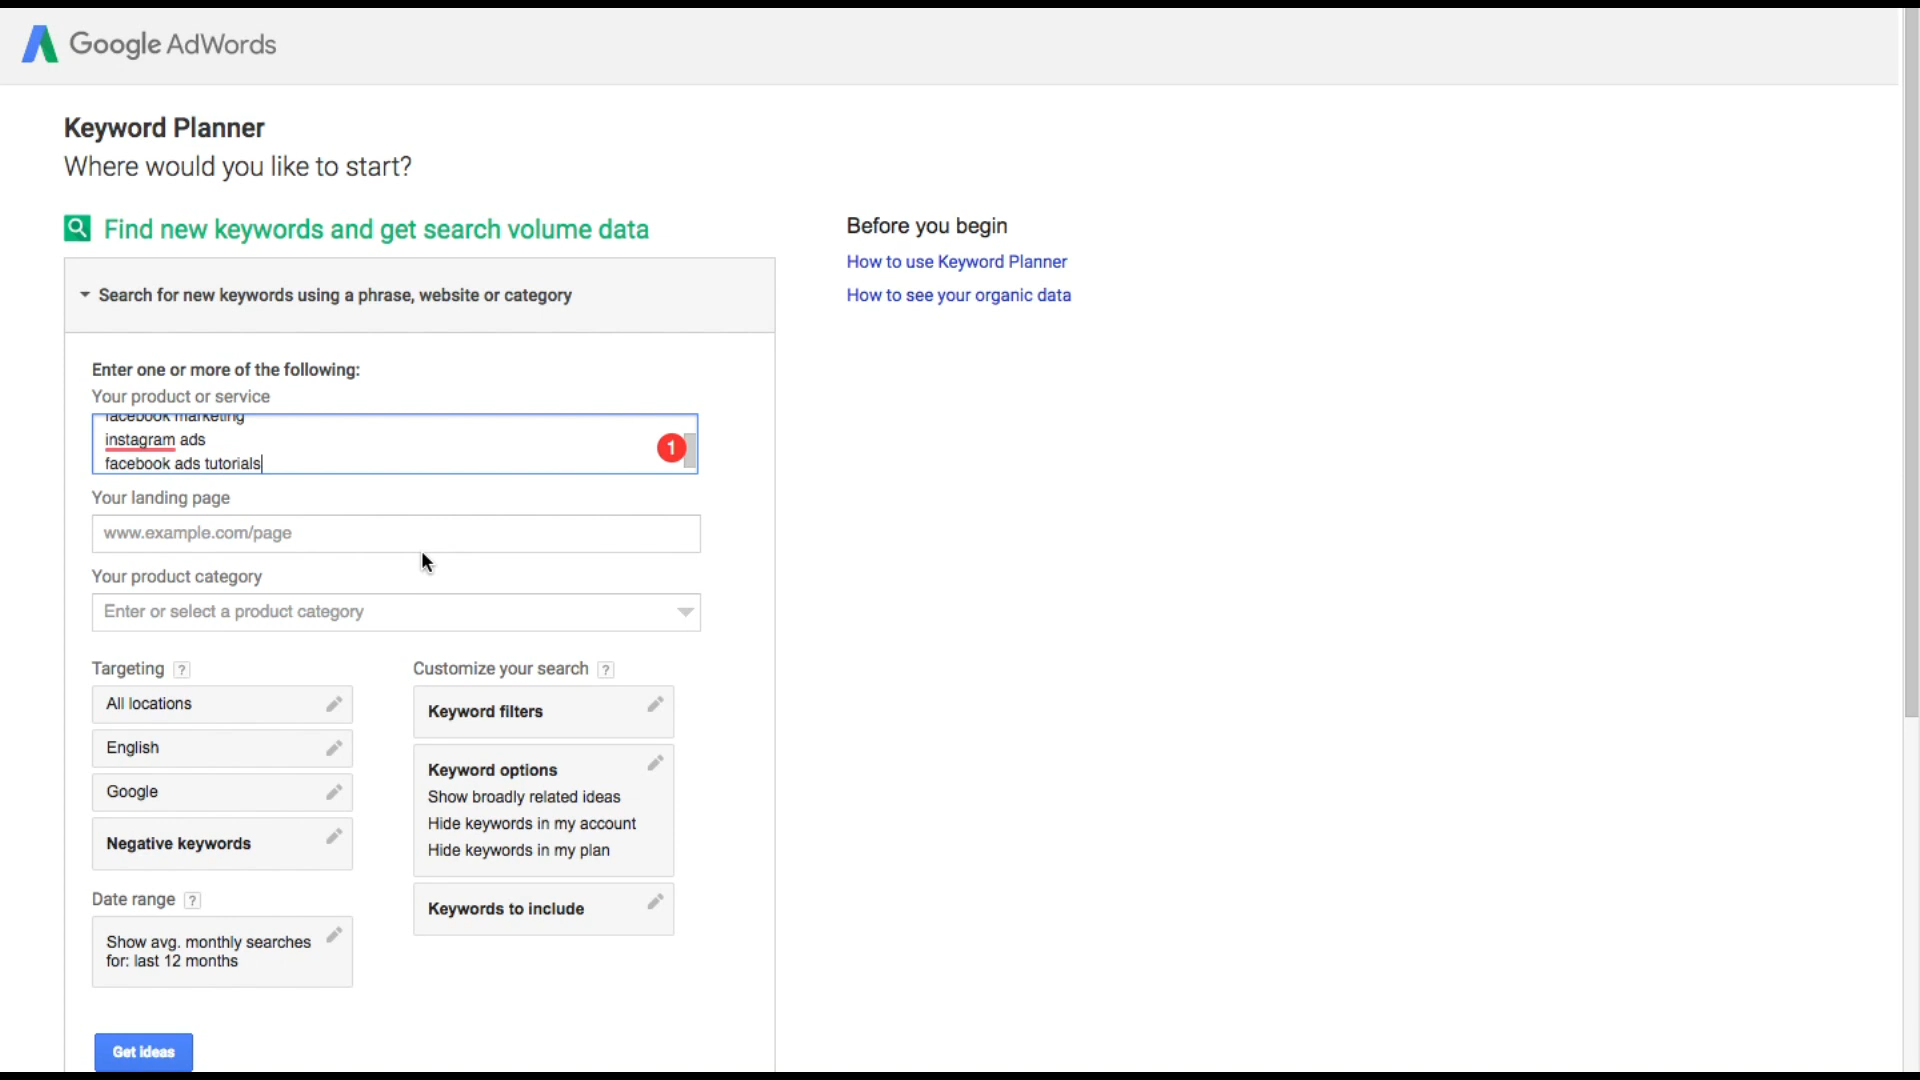 Google AdWords
Keyword Planner
Where would you like to start?
Find new keywords and get search volume data
Search for new keywords using a phrase, website or category
Enter one or more of the following:
Your product or service
facebook marketing
instagram ads
1
facebook ads tutorials
Your landing page
www.example.com/page
Your product category
Enter or select a product category
Targeting ?
All locations
English
Google
Negative keywords
Date range ?
Show avg. monthly searches
for: last 12 months
Customize your search ?
Keyword filters
Keyword options
Show broadly related ideas
Hide keywords in my account
Hide keywords in my plan
Keywords to include
Get ideas
Before you begin
How to use Keyword Planner
How to see your organic data